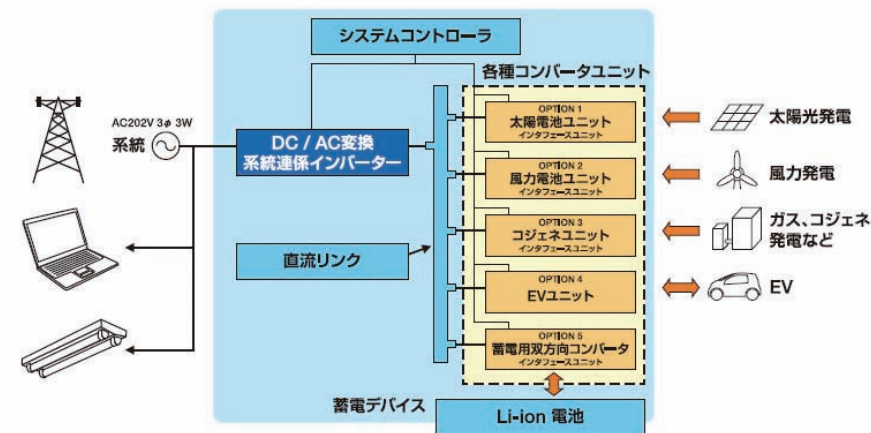 システムコントローラ
各種コンバータユニット
AC202V 3φ 3W
系統
DC / AC変換
系統連係インバーター
直流リンク
OPTION 1
太陽電池ユニット
インタフェースユニット
OPTION 2
風力電池ユニット
インタフェースユニット
OPTION 3
コジェネユニット
インタフェースユニット
OPTION 4
EVユニット
OPTION 5
蓄電用双方向コンバータ
インタフェースユニット
太陽光発電
風力発電
ガス、コジェネ
発電など
EV
蓄電デバイス
Li-ion 電池